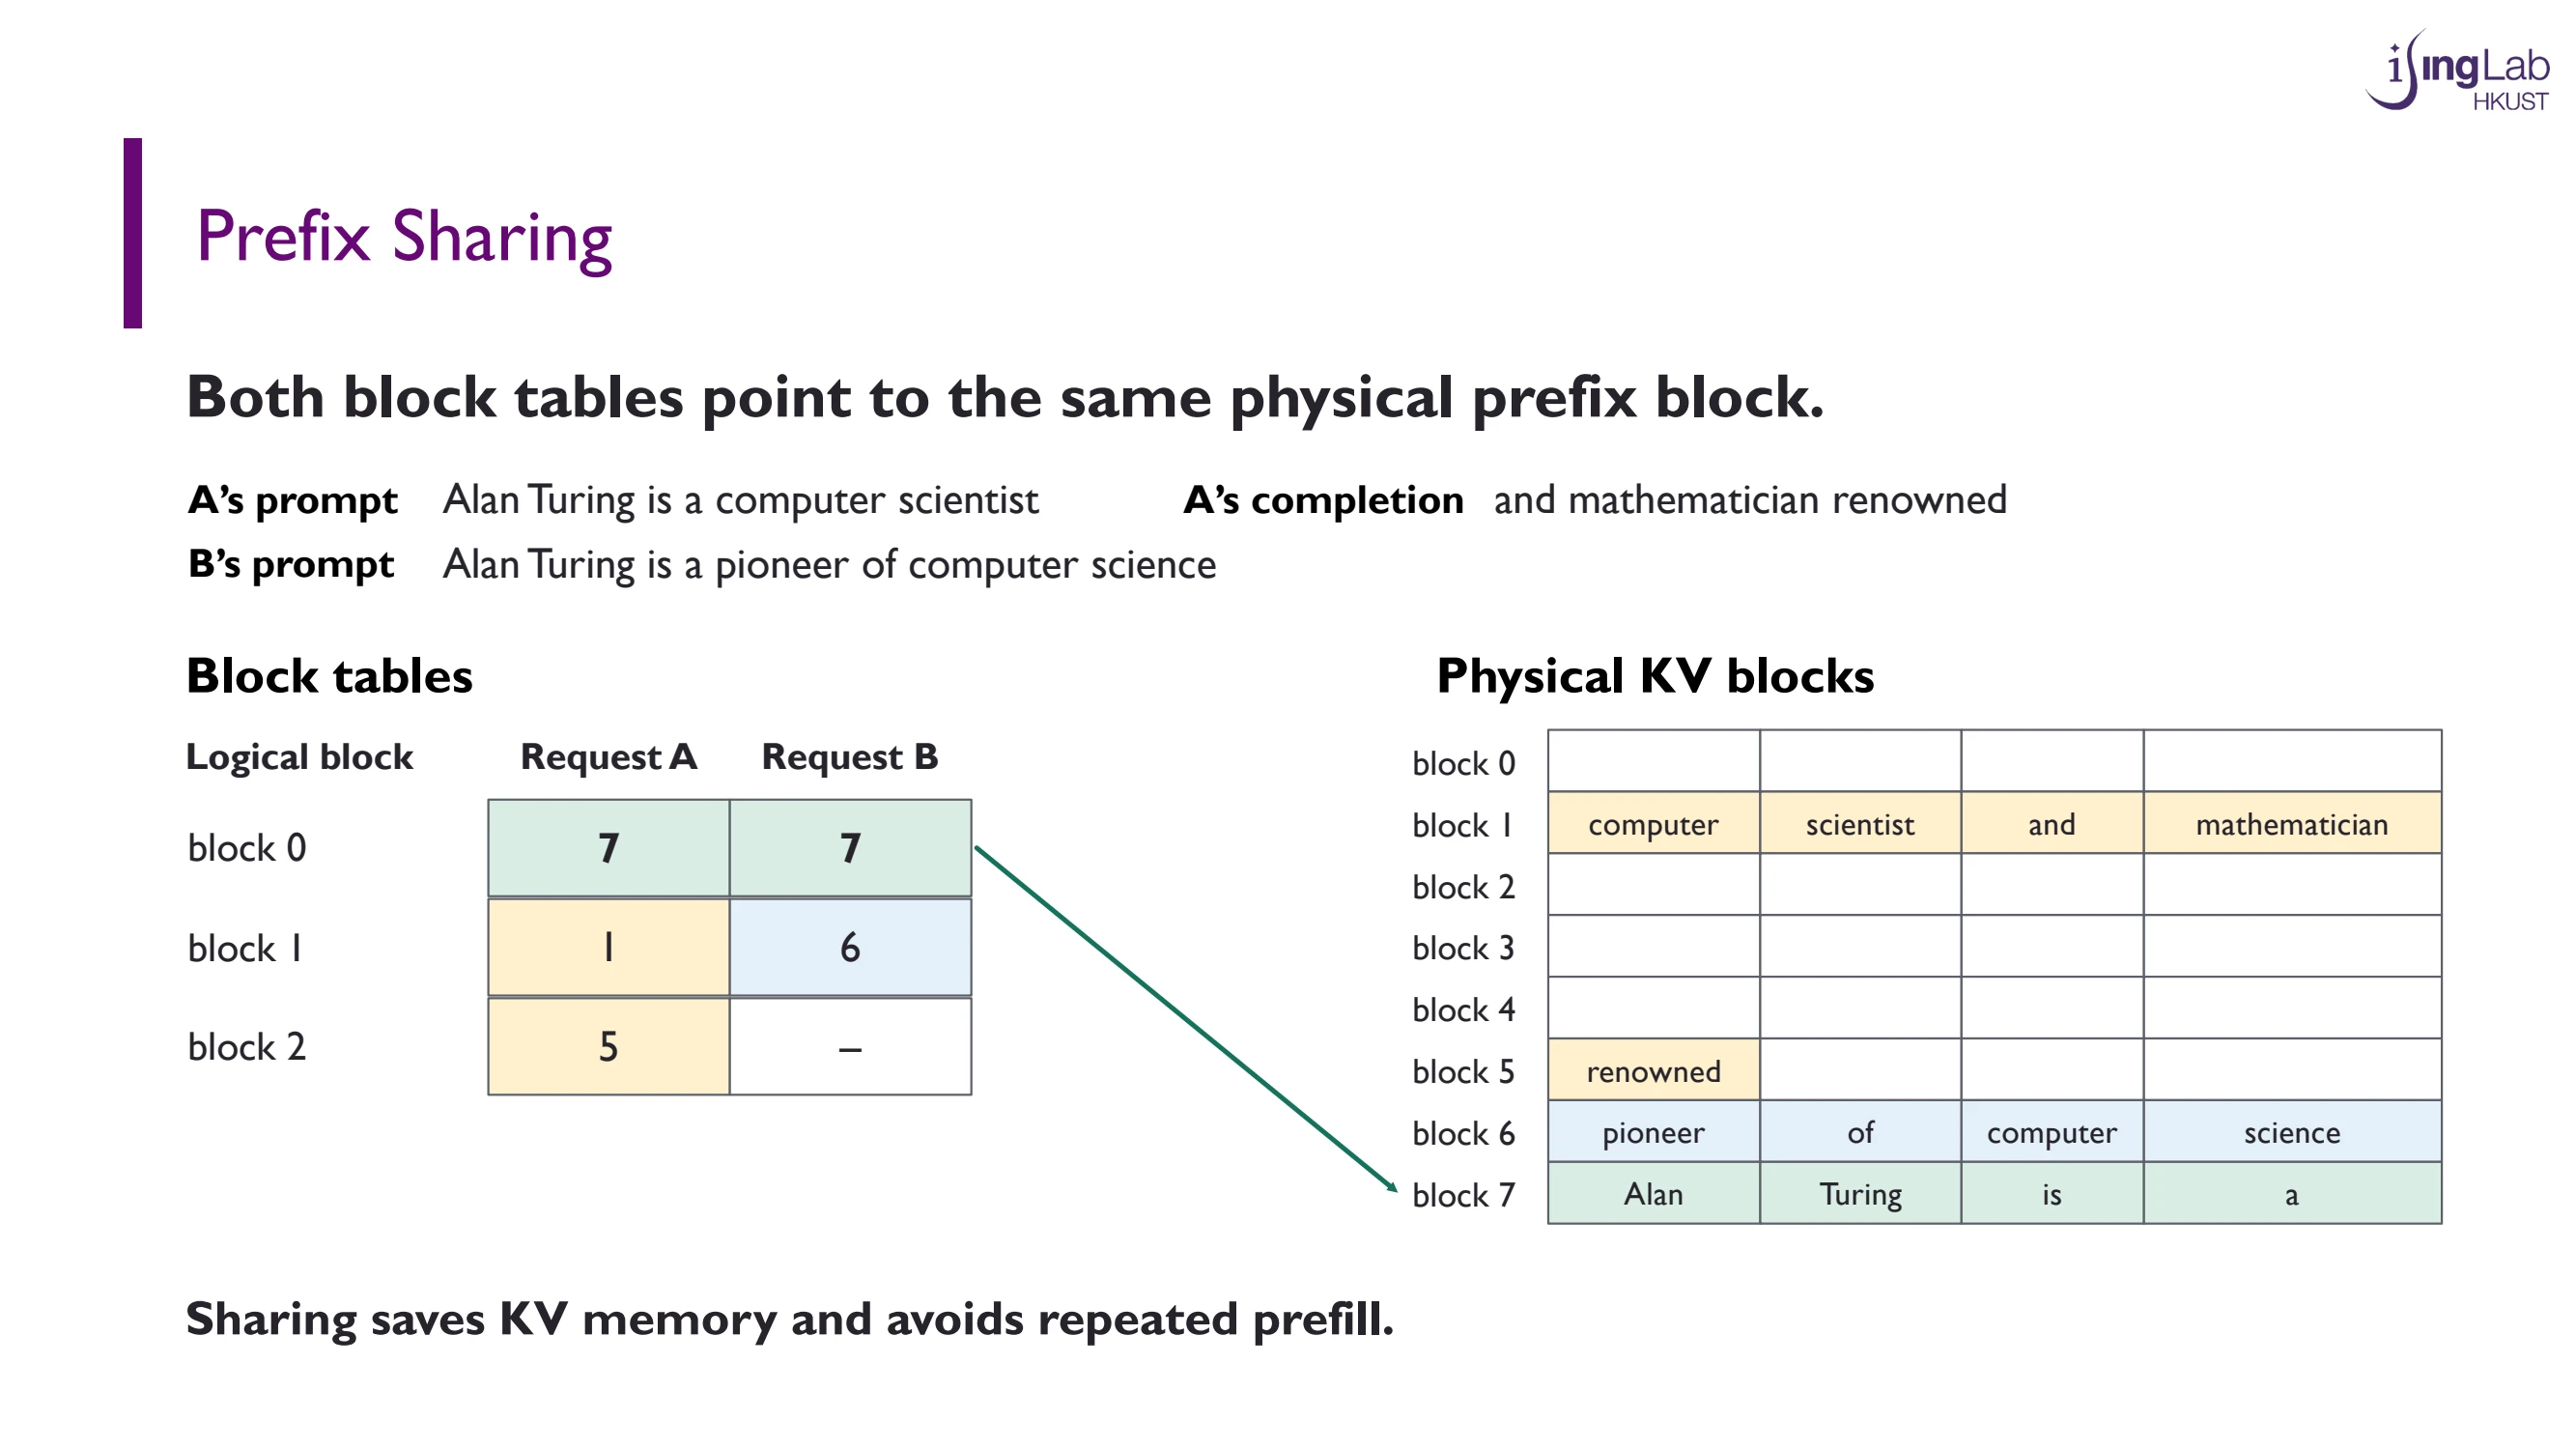 iSingLab
HKUST
Prefix Sharing
Both block tables point to the same physical prefix block.
A’s prompt Alan Turing is a computer scientist A’s completion and mathematician renowned
B’s prompt Alan Turing is a pioneer of computer science
Block tables
Logical block Request A Request B
block 0 7 7
block 1 1 6
block 2 5 –
Physical KV blocks
block 0
block 1 computer scientist and mathematician
block 2
block 3
block 4
block 5 renowned
block 6 pioneer of computer science
block 7 Alan Turing is a
Sharing saves KV memory and avoids repeated prefill.